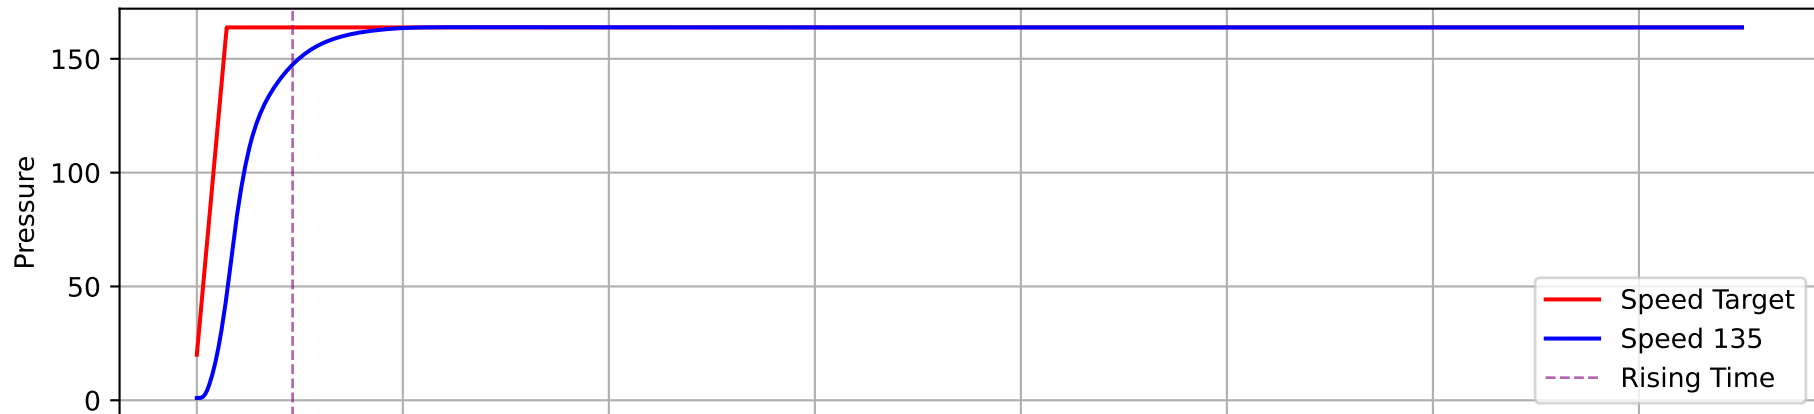 150
100
50
0
Pressure
Speed Target
Speed 135
Rising Time